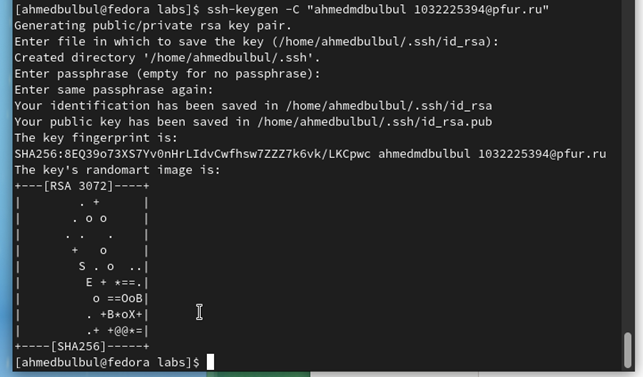 [ahmedbulbul@fedora labs]$ ssh-keygen -C "ahmedmdbulbul 1032225394@pfur.ru"
Generating public/private rsa key pair.
Enter file in which to save the key (/home/ahmedbulbul/.ssh/id_rsa):
Created directory '/home/ahmedbulbul/.ssh'.
Enter passphrase (empty for no passphrase):
Enter same passphrase again:
Your identification has been saved in /home/ahmedbulbul/.ssh/id_rsa
Your public key has been saved in /home/ahmedbulbul/.ssh/id_rsa.pub
The key fingerprint is:
SHA256:8EQ39o73XS7Yv0nHrLIdvCwfhsw7ZZZ7k6vk/LKCpwc ahmedmdbulbul 1032225394@pfur.ru
The key's randomart image is:
+---[RSA 3072]----+
|        . +      |
|       . o o     |
|      . .   .    |
|       +   o     |
|        S . o  ..|
|         E + *==.|
|          o ==OoB|
|         . +B*oX+|
|         .+ +@@*=|
+----[SHA256]-----+
[ahmedbulbul@fedora labs]$